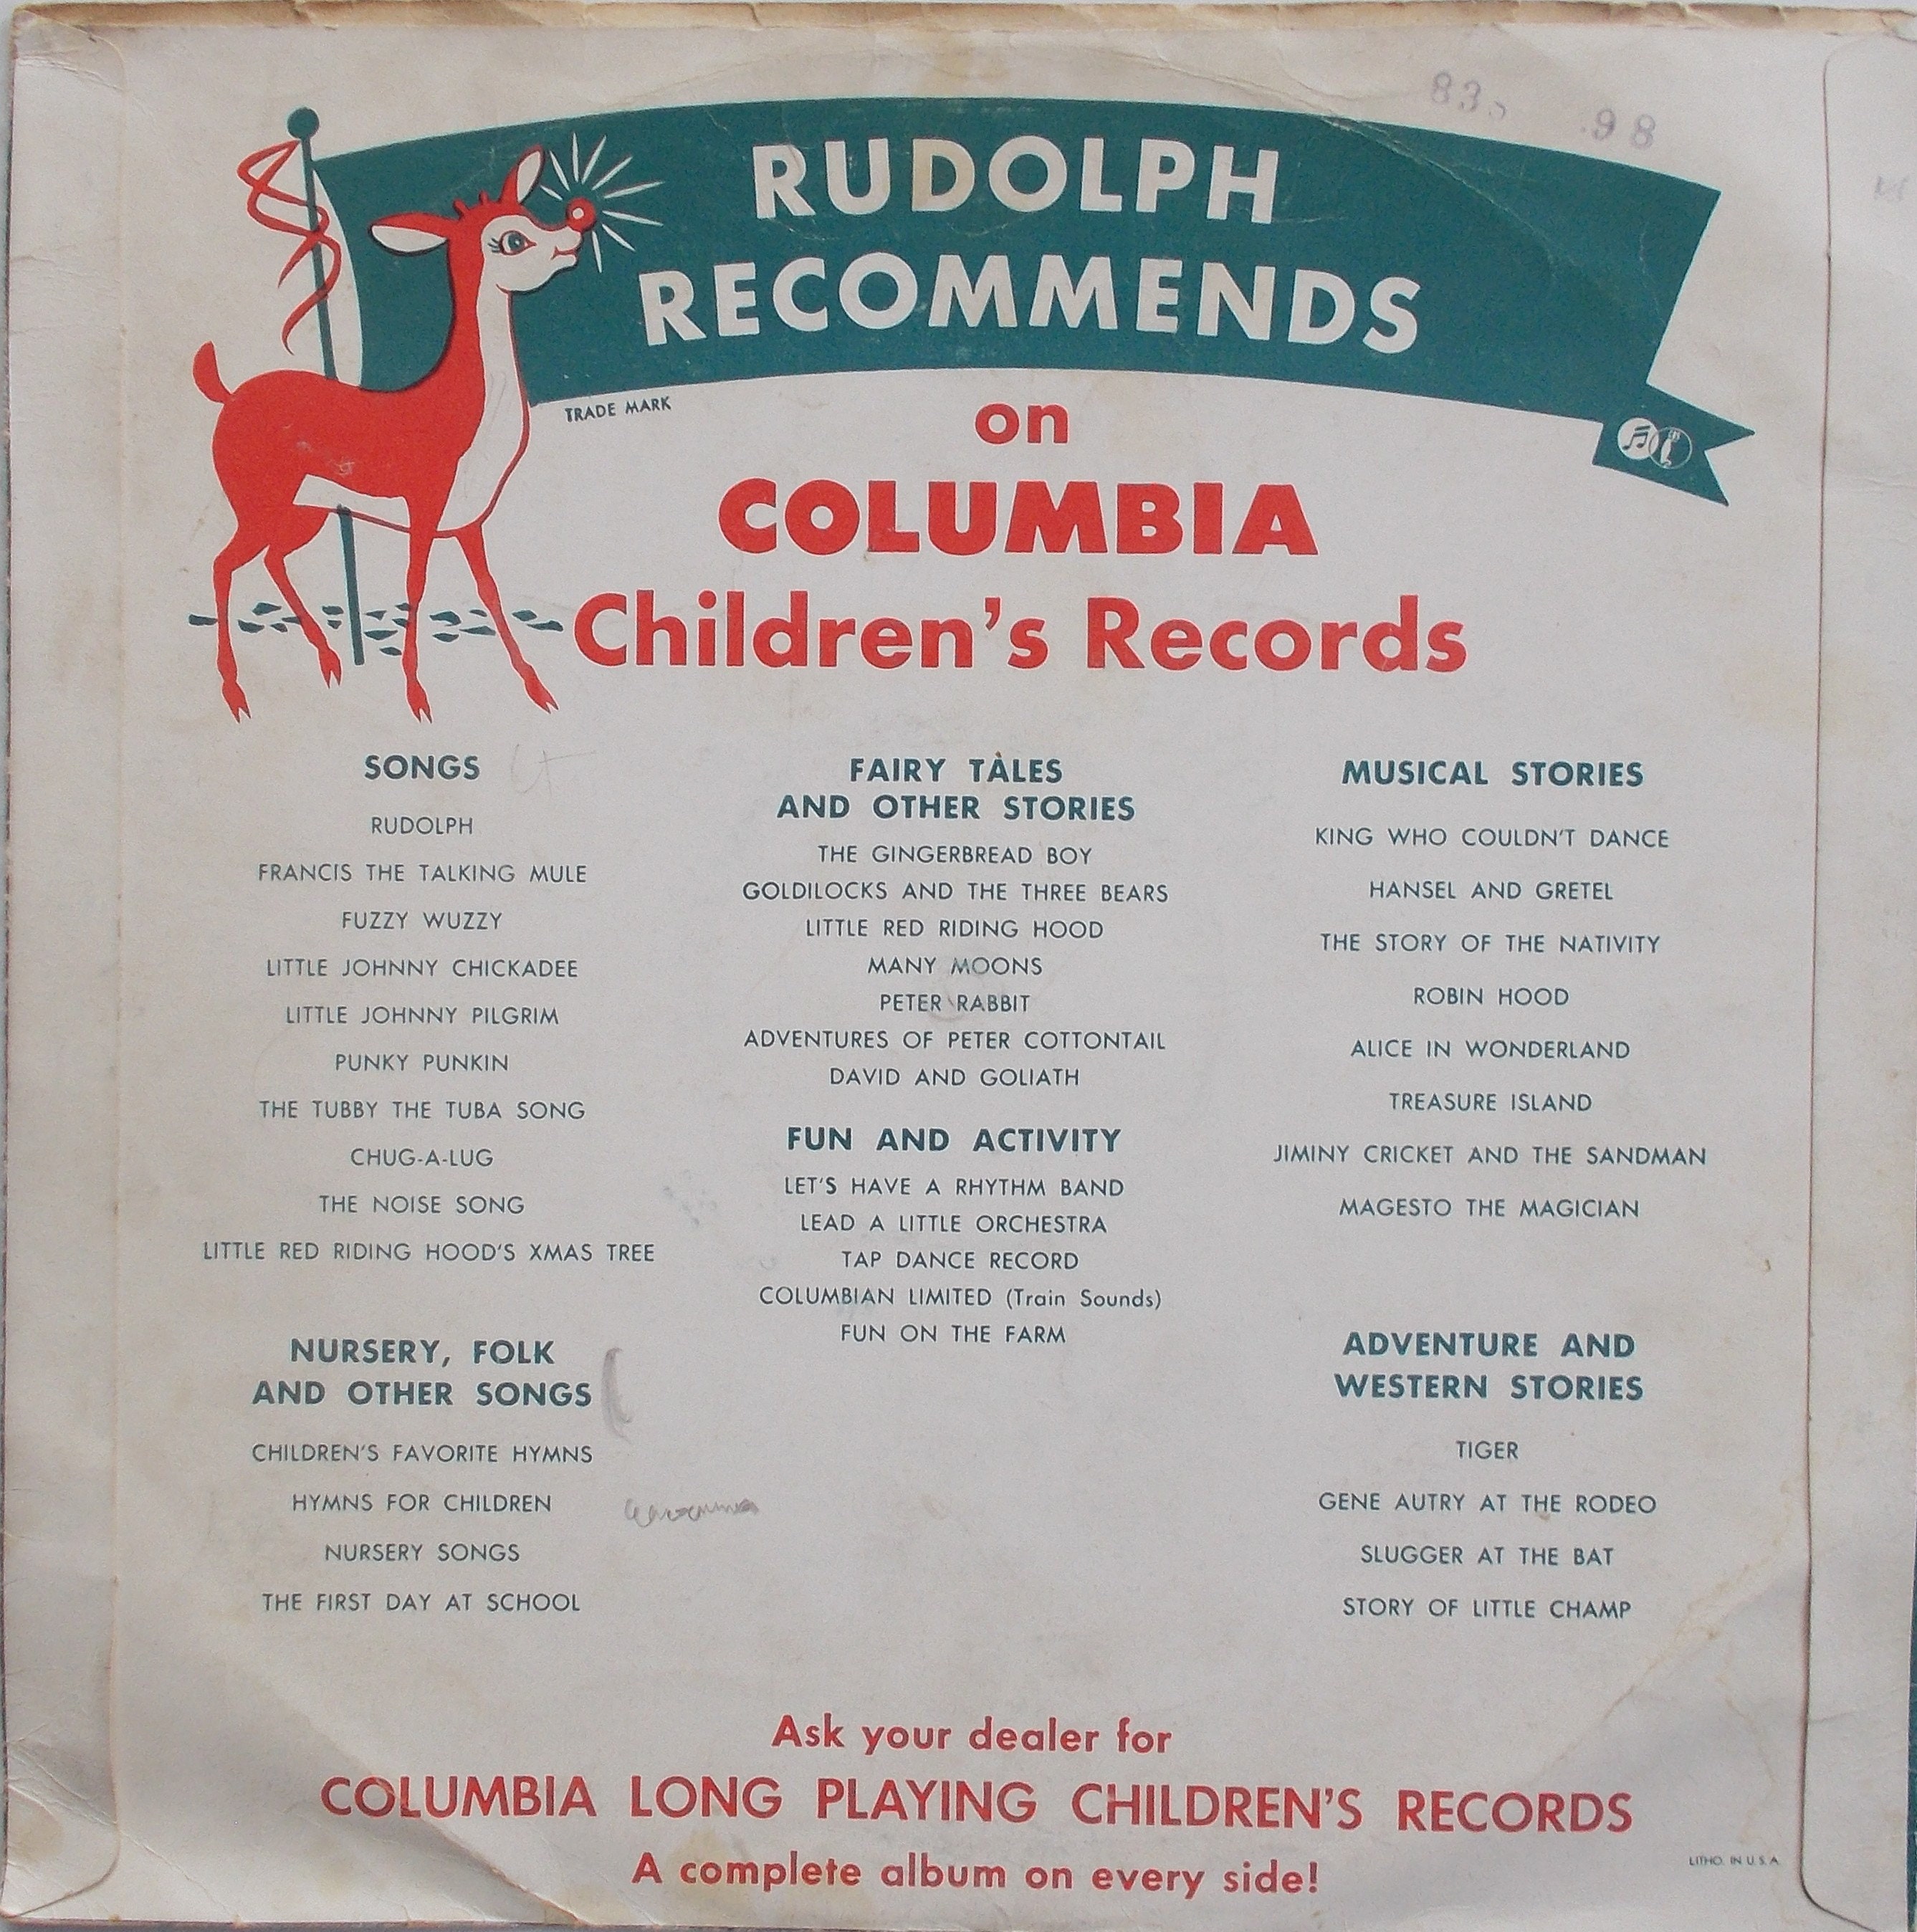 83
.98
RUDOLPH
RECOMMENDS
TRADE MARK
on
COLUMBIA
Children's Records
SONGS
RUDOLPH
FRANCIS THE TALKING MULE
FUZZY WUZZY
LITTLE JOHNNY CHICKADEE
LITTLE JOHNNY PILGRIM
PUNKY PUNKIN
THE TUBBY THE TUBA SONG
CHUG-A-LUG
THE NOISE SONG
LITTLE RED RIDING HOOD'S XMAS TREE
NURSERY, FOLK
AND OTHER SONGS
CHILDREN'S FAVORITE HYMNS
HYMNS FOR CHILDREN
NURSERY SONGS
THE FIRST DAY AT SCHOOL
FAIRY TALES
AND OTHER STORIES
THE GINGERBREAD BOY
GOLDILOCKS AND THE THREE BEARS
LITTLE RED RIDING HOOD
MANY MOONS
PETER RABBIT
ADVENTURES OF PETER COTTONTAIL
DAVID AND GOLIATH
FUN AND ACTIVITY
LET'S HAVE A RHYTHM BAND
LEAD A LITTLE ORCHESTRA
TAP DANCE RECORD
COLUMBIAN LIMITED (Train Sounds)
FUN ON THE FARM
MUSICAL STORIES
KING WHO COULDN'T DANCE
HANSEL AND GRETEL
THE STORY OF THE NATIVITY
ROBIN HOOD
ALICE IN WONDERLAND
TREASURE ISLAND
JIMINY CRICKET AND THE SANDMAN
MAGESTO THE MAGICIAN
ADVENTURE AND
WESTERN STORIES
TIGER
GENE AUTRY AT THE RODEO
SLUGGER AT THE BAT
STORY OF LITTLE CHAMP
Ask your dealer for
COLUMBIA LONG PLAYING CHILDREN'S RECORDS
A complete album on every side!
LITHO. IN U.S.A.